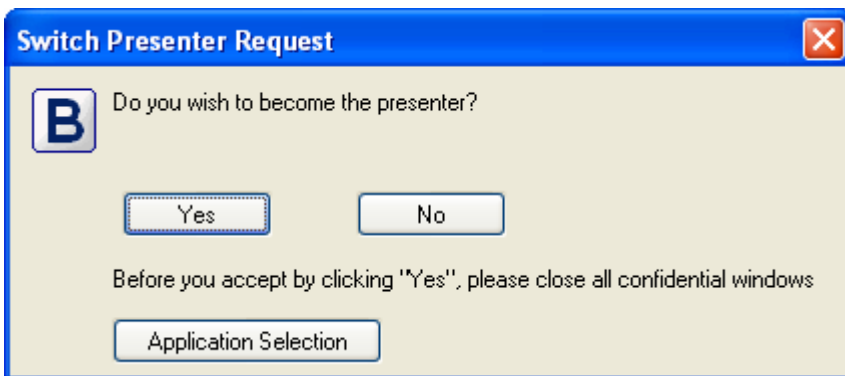 Switch Presenter Request
B
Do you wish to become the presenter?
Yes No
Before you accept by clicking "Yes", please close all confidential windows
Application Selection